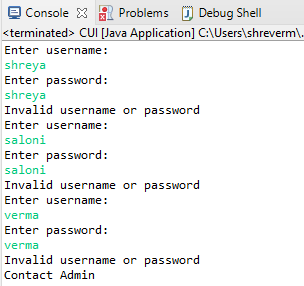 Console Problems Debug Shell
<terminated> CUI [Java Application] C:\Users\shreverm\.
Enter username:
shreya
Enter password:
shreya
Invalid username or password
Enter username:
saloni
Enter password:
saloni
Invalid username or password
Enter username:
verma
Enter password:
verma
Invalid username or password
Contact Admin